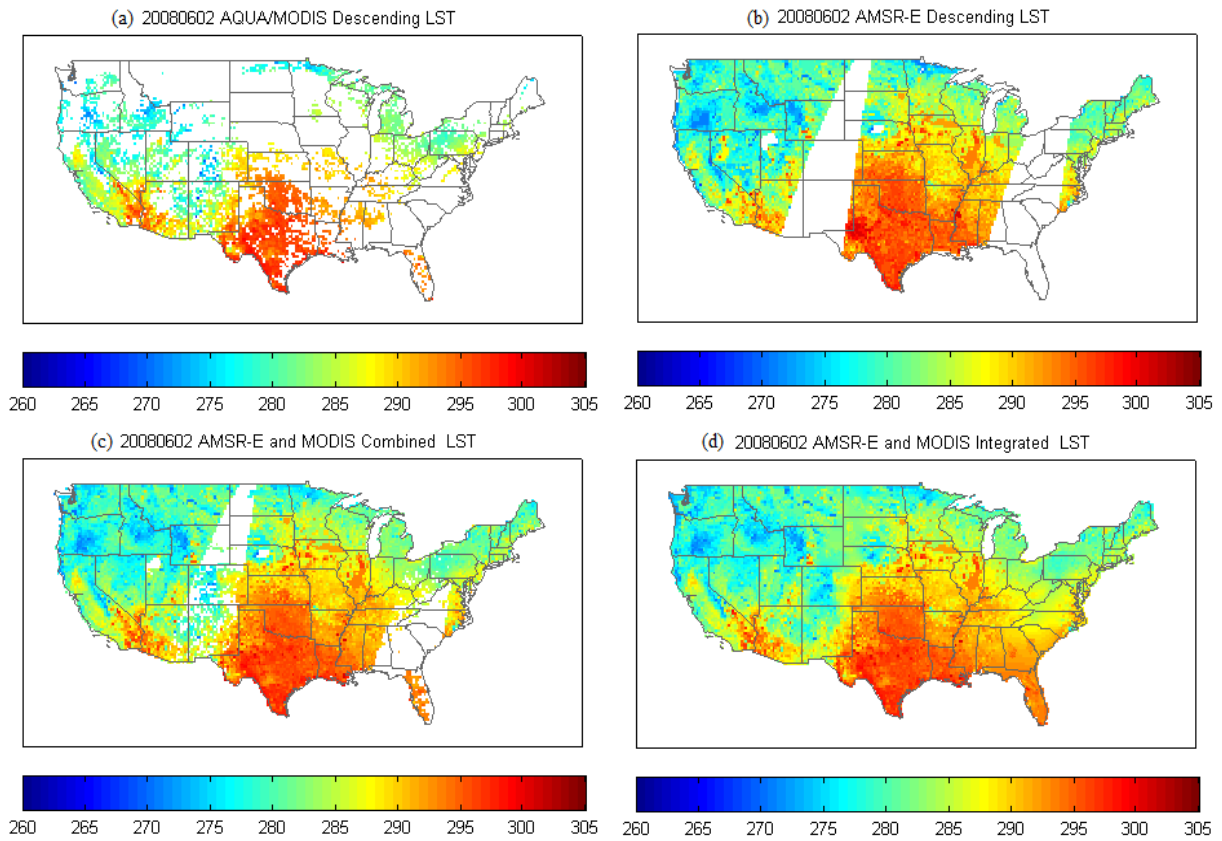 (a) 20080602 AQUA/MODIS Descending LST
260 265 270 275 280 285 290 295 300 305
(b) 20080602 AMSR-E Descending LST
260 265 270 275 280 285 290 295 300 305
(c) 20080602 AMSR-E and MODIS Combined LST
260 265 270 275 280 285 290 295 300 305
(d) 20080602 AMSR-E and MODIS Integrated LST
260 265 270 275 280 285 290 295 300 305